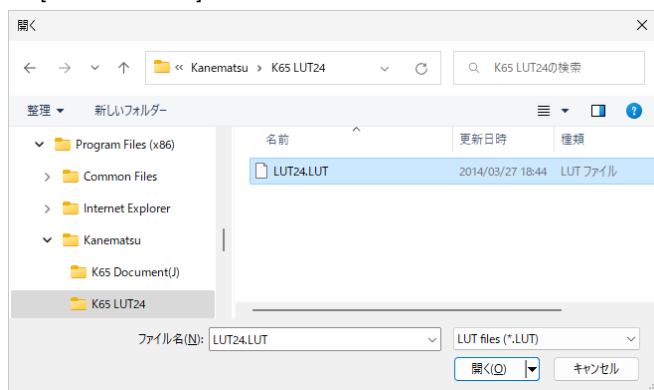 開く
« Kanematsu › K65 LUT24
K65 LUT24の検索
整理 新しいフォルダー
名前 更新日時 種類
Program Files (x86)
LUT24.LUT 2014/03/27 18:44 LUT ファイル
Common Files
Internet Explorer
Kanematsu
K65 Document(J)
K65 LUT24
ファイル名(N): LUT24.LUT LUT files (*.LUT)
開く(O) キャンセル